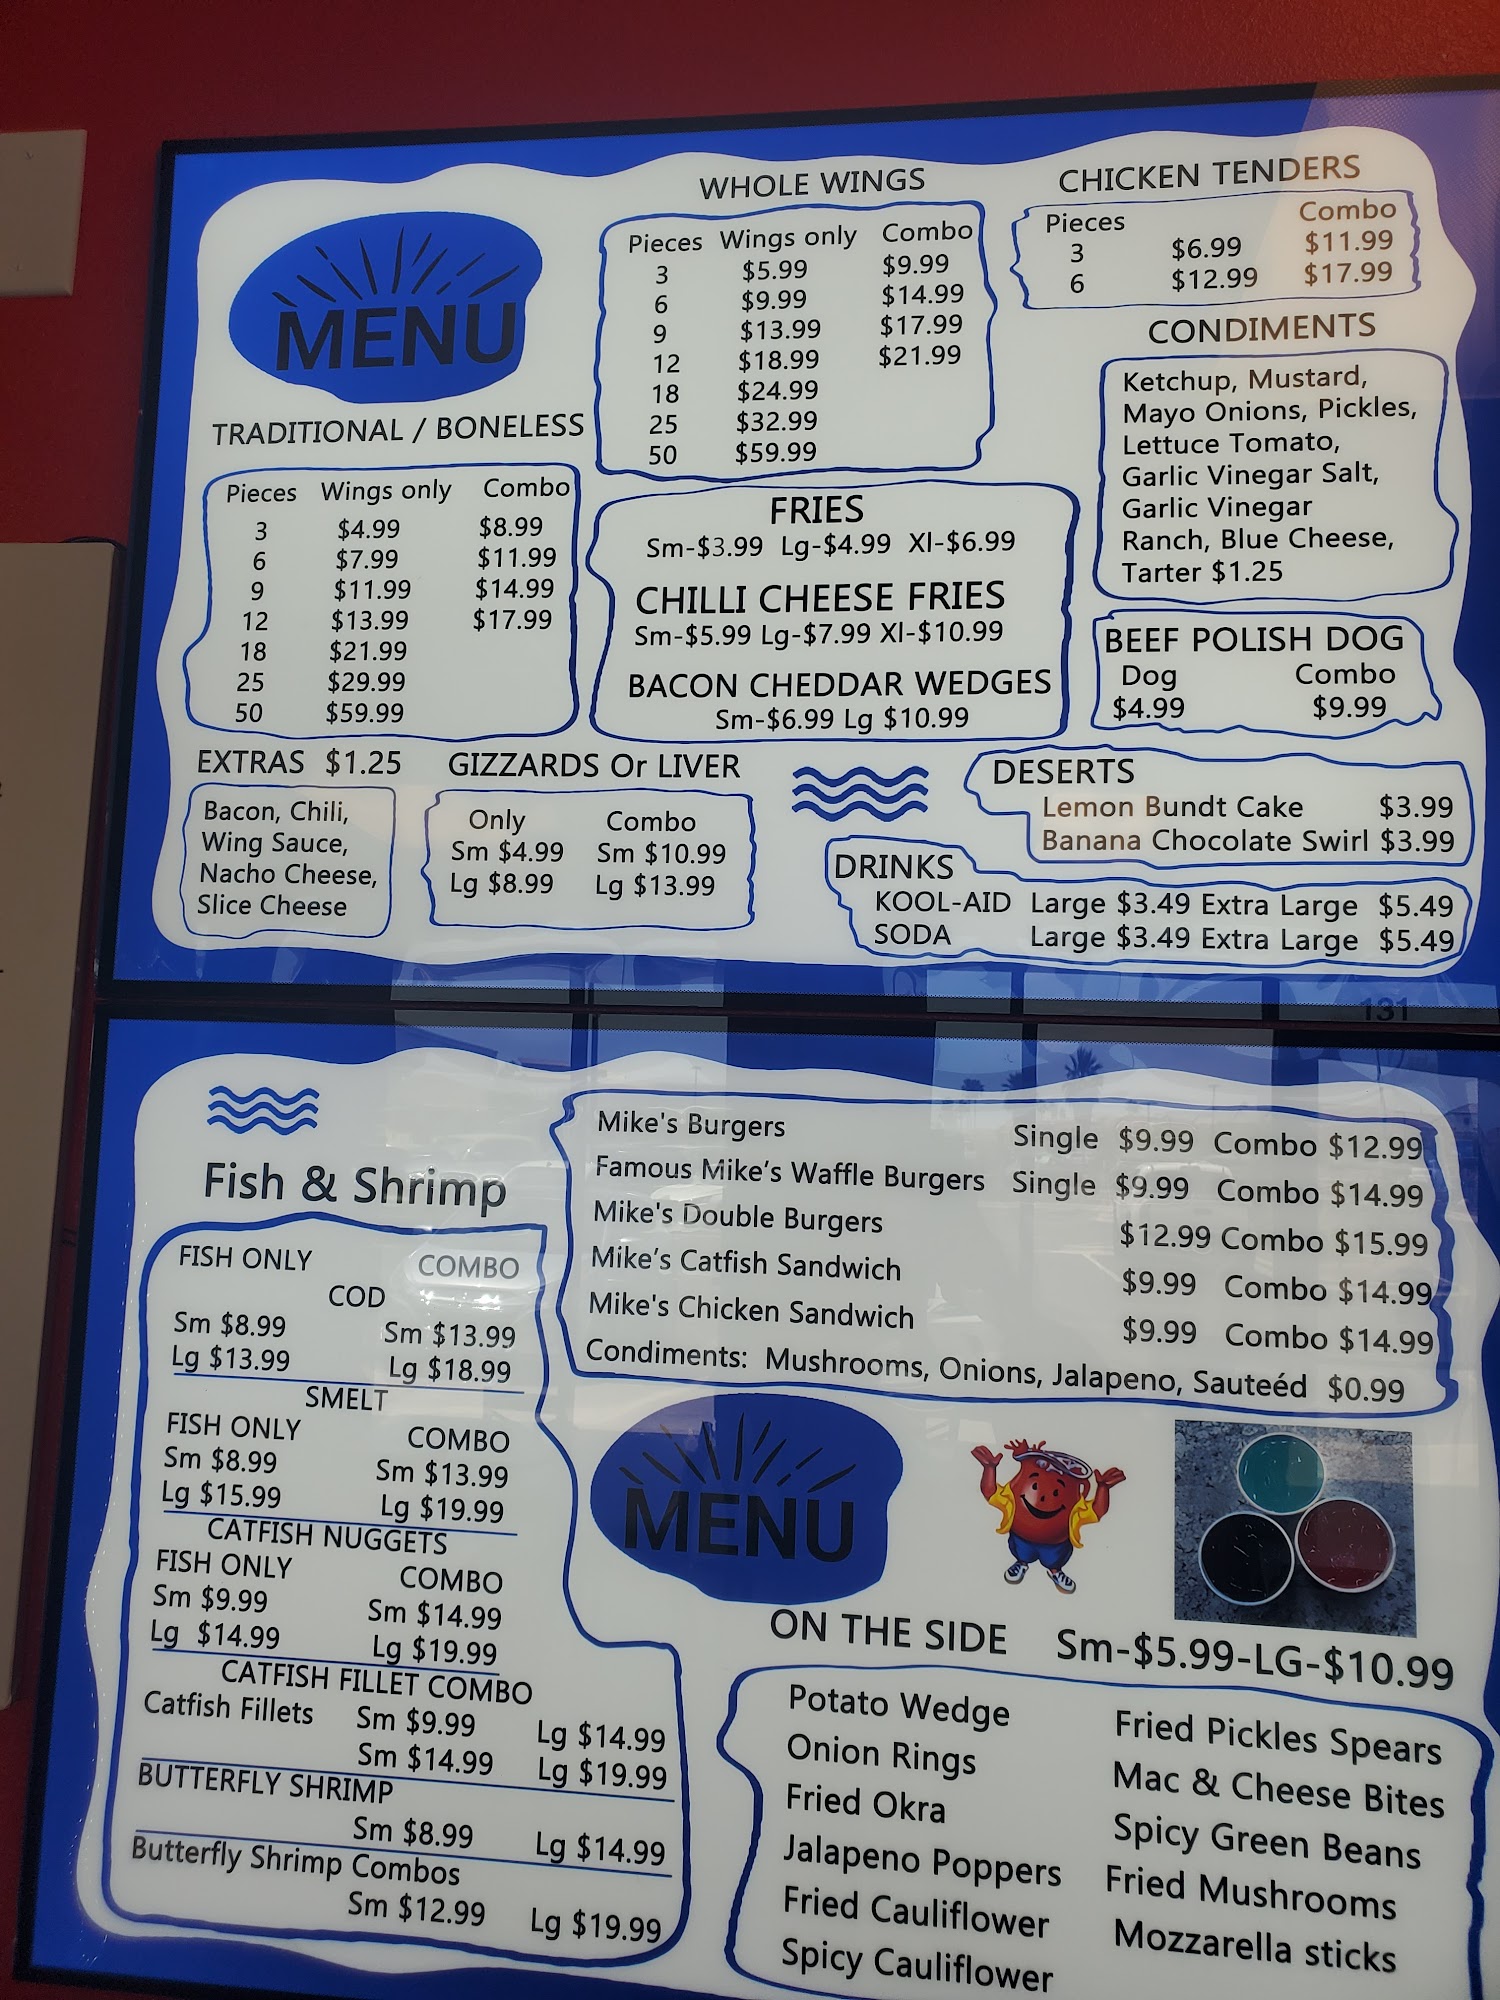 MENU
TRADITIONAL / BONELESS
Pieces Wings only Combo
3 $4.99 $8.99
6 $7.99 $11.99
9 $11.99 $14.99
12 $13.99 $17.99
18 $21.99
25 $29.99
50 $59.99
WHOLE WINGS
Pieces Wings only Combo
3 $5.99 $9.99
6 $9.99 $14.99
9 $13.99 $17.99
12 $18.99 $21.99
18 $24.99
25 $32.99
50 $59.99
CHICKEN TENDERS
Pieces Combo
3 $6.99 $11.99
6 $12.99 $17.99
CONDIMENTS
Ketchup, Mustard,
Mayo Onions, Pickles,
Lettuce Tomato,
Garlic Vinegar Salt,
Garlic Vinegar
Ranch, Blue Cheese,
Tarter $1.25
FRIES
Sm-$3.99 Lg-$4.99 Xl-$6.99
CHILLI CHEESE FRIES
Sm-$5.99 Lg-$7.99 Xl-$10.99
BACON CHEDDAR WEDGES
Sm-$6.99 Lg $10.99
BEEF POLISH DOG
Dog Combo
$4.99 $9.99
EXTRAS $1.25
Bacon, Chili,
Wing Sauce,
Nacho Cheese,
Slice Cheese
GIZZARDS Or LIVER
Only Combo
Sm $4.99 Sm $10.99
Lg $8.99 Lg $13.99
DESERTS
Lemon Bundt Cake $3.99
Banana Chocolate Swirl $3.99
DRINKS
KOOL-AID Large $3.49 Extra Large $5.49
SODA Large $3.49 Extra Large $5.49
131
Fish & Shrimp
FISH ONLY COMBO
COD
Sm $8.99 Sm $13.99
Lg $13.99 Lg $18.99
SMELT
FISH ONLY COMBO
Sm $8.99 Sm $13.99
Lg $15.99 Lg $19.99
CATFISH NUGGETS
FISH ONLY COMBO
Sm $9.99 Sm $14.99
Lg $14.99 Lg $19.99
CATFISH FILLET COMBO
Catfish Fillets Sm $9.99 Lg $14.99
Sm $14.99 Lg $19.99
BUTTERFLY SHRIMP
Sm $8.99 Lg $14.99
Butterfly Shrimp Combos
Sm $12.99 Lg $19.99
Mike's Burgers Single $9.99 Combo $12.99
Famous Mike's Waffle Burgers Single $9.99 Combo $14.99
Mike's Double Burgers $12.99 Combo $15.99
Mike's Catfish Sandwich $9.99 Combo $14.99
Mike's Chicken Sandwich $9.99 Combo $14.99
Condiments: Mushrooms, Onions, Jalapeno, Sauteéd $0.99
MENU
ON THE SIDE Sm-$5.99-LG-$10.99
Potato Wedge
Onion Rings
Fried Okra
Jalapeno Poppers
Fried Cauliflower
Spicy Cauliflower
Fried Pickles Spears
Mac & Cheese Bites
Spicy Green Beans
Fried Mushrooms
Mozzarella sticks